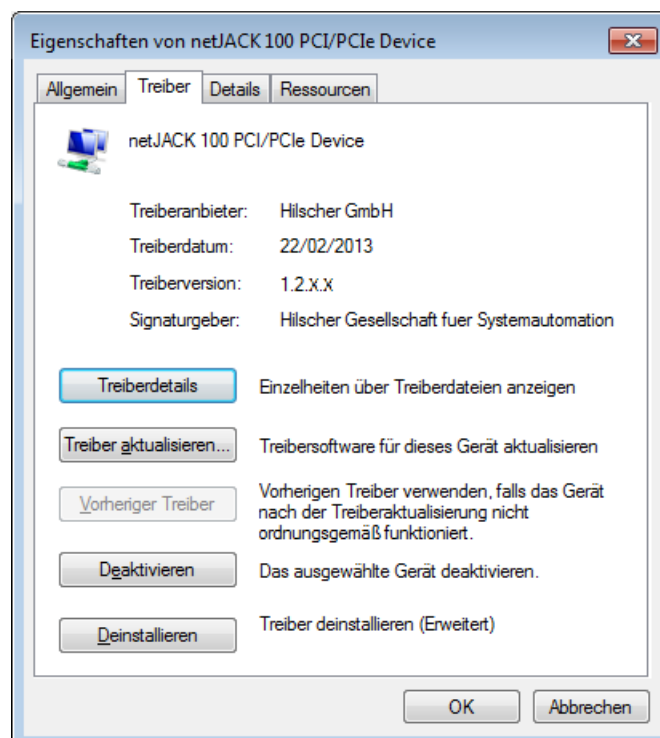 Eigenschaften von netJACK 100 PCI/PCIe Device
Allgemein Treiber Details Ressourcen
netJACK 100 PCI/PCIe Device
Treiberanbieter: Hilscher GmbH
Treiberdatum: 22/02/2013
Treiberversion: 1.2.x.x
Signaturgeber: Hilscher Gesellschaft fuer Systemautomation
Treiberdetails Einzelheiten über Treiberdateien anzeigen
Treiber aktualisieren... Treibersoftware für dieses Gerät aktualisieren
Vorheriger Treiber Vorherigen Treiber verwenden, falls das Gerät
nach der Treiberaktualisierung nicht
ordnungsgemäß funktioniert.
Deaktivieren Das ausgewählte Gerät deaktivieren.
Deinstallieren Treiber deinstallieren (Erweitert)
OK Abbrechen